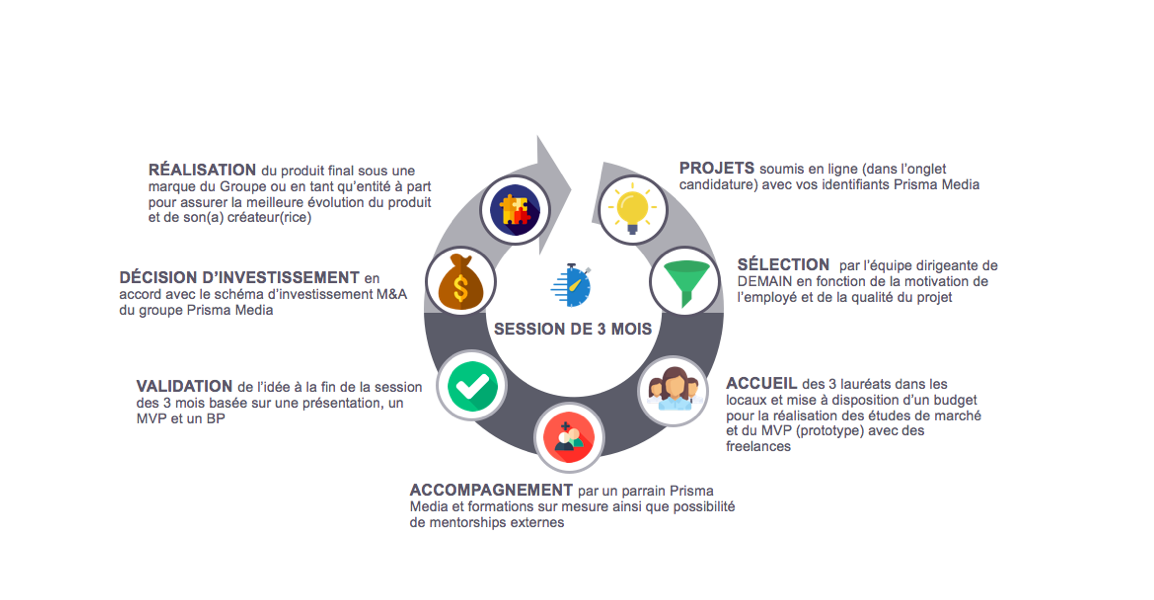 PROJETS soumis en ligne (dans l'onglet
candidature) avec vos identifiants Prisma Media
SÉLECTION par l'équipe dirigeante de
DEMAIN en fonction de la motivation de
l'employé et de la qualité du projet
ACCUEIL des 3 lauréats dans les
locaux et mise à disposition d'un budget
pour la réalisation des études de marché
et du MVP (prototype) avec des
freelances
ACCOMPAGNEMENT par un parrain Prisma
Media et formations sur mesure ainsi que possibilité
de mentorships externes
VALIDATION de l'idée à la fin de la session
des 3 mois basée sur une présentation, un
MVP et un BP
DÉCISION D'INVESTISSEMENT en
accord avec le schéma d'investissement M&A
du groupe Prisma Media
RÉALISATION du produit final sous une
marque du Groupe ou en tant qu'entité à part
pour assurer la meilleure évolution du produit
et de son(a) créateur(rice)
SESSION DE 3 MOIS